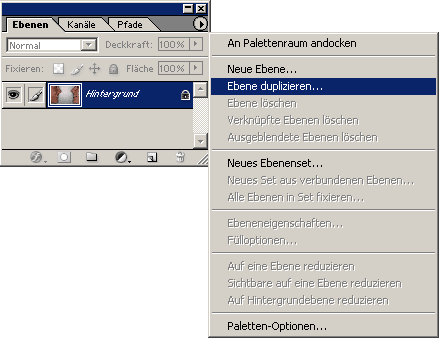 Ebenen Kanäle Pfade
Normal Deckkraft: 100%
Fixieren: Fläche 100%
Hintergrund
An Palettenraum andocken
Neue Ebene...
Ebene duplizieren...
Ebene löschen
Verknüpfte Ebenen löschen
Ausgeblendete Ebenen löschen
Neues Ebenenset...
Neues Set aus verbundenen Ebenen...
Alle Ebenen in Set fixieren...
Ebeneneigenschaften...
Fülloptionen...
Auf eine Ebene reduzieren
Sichtbare auf eine Ebene reduzieren
Auf Hintergrundebene reduzieren
Paletten-Optionen...